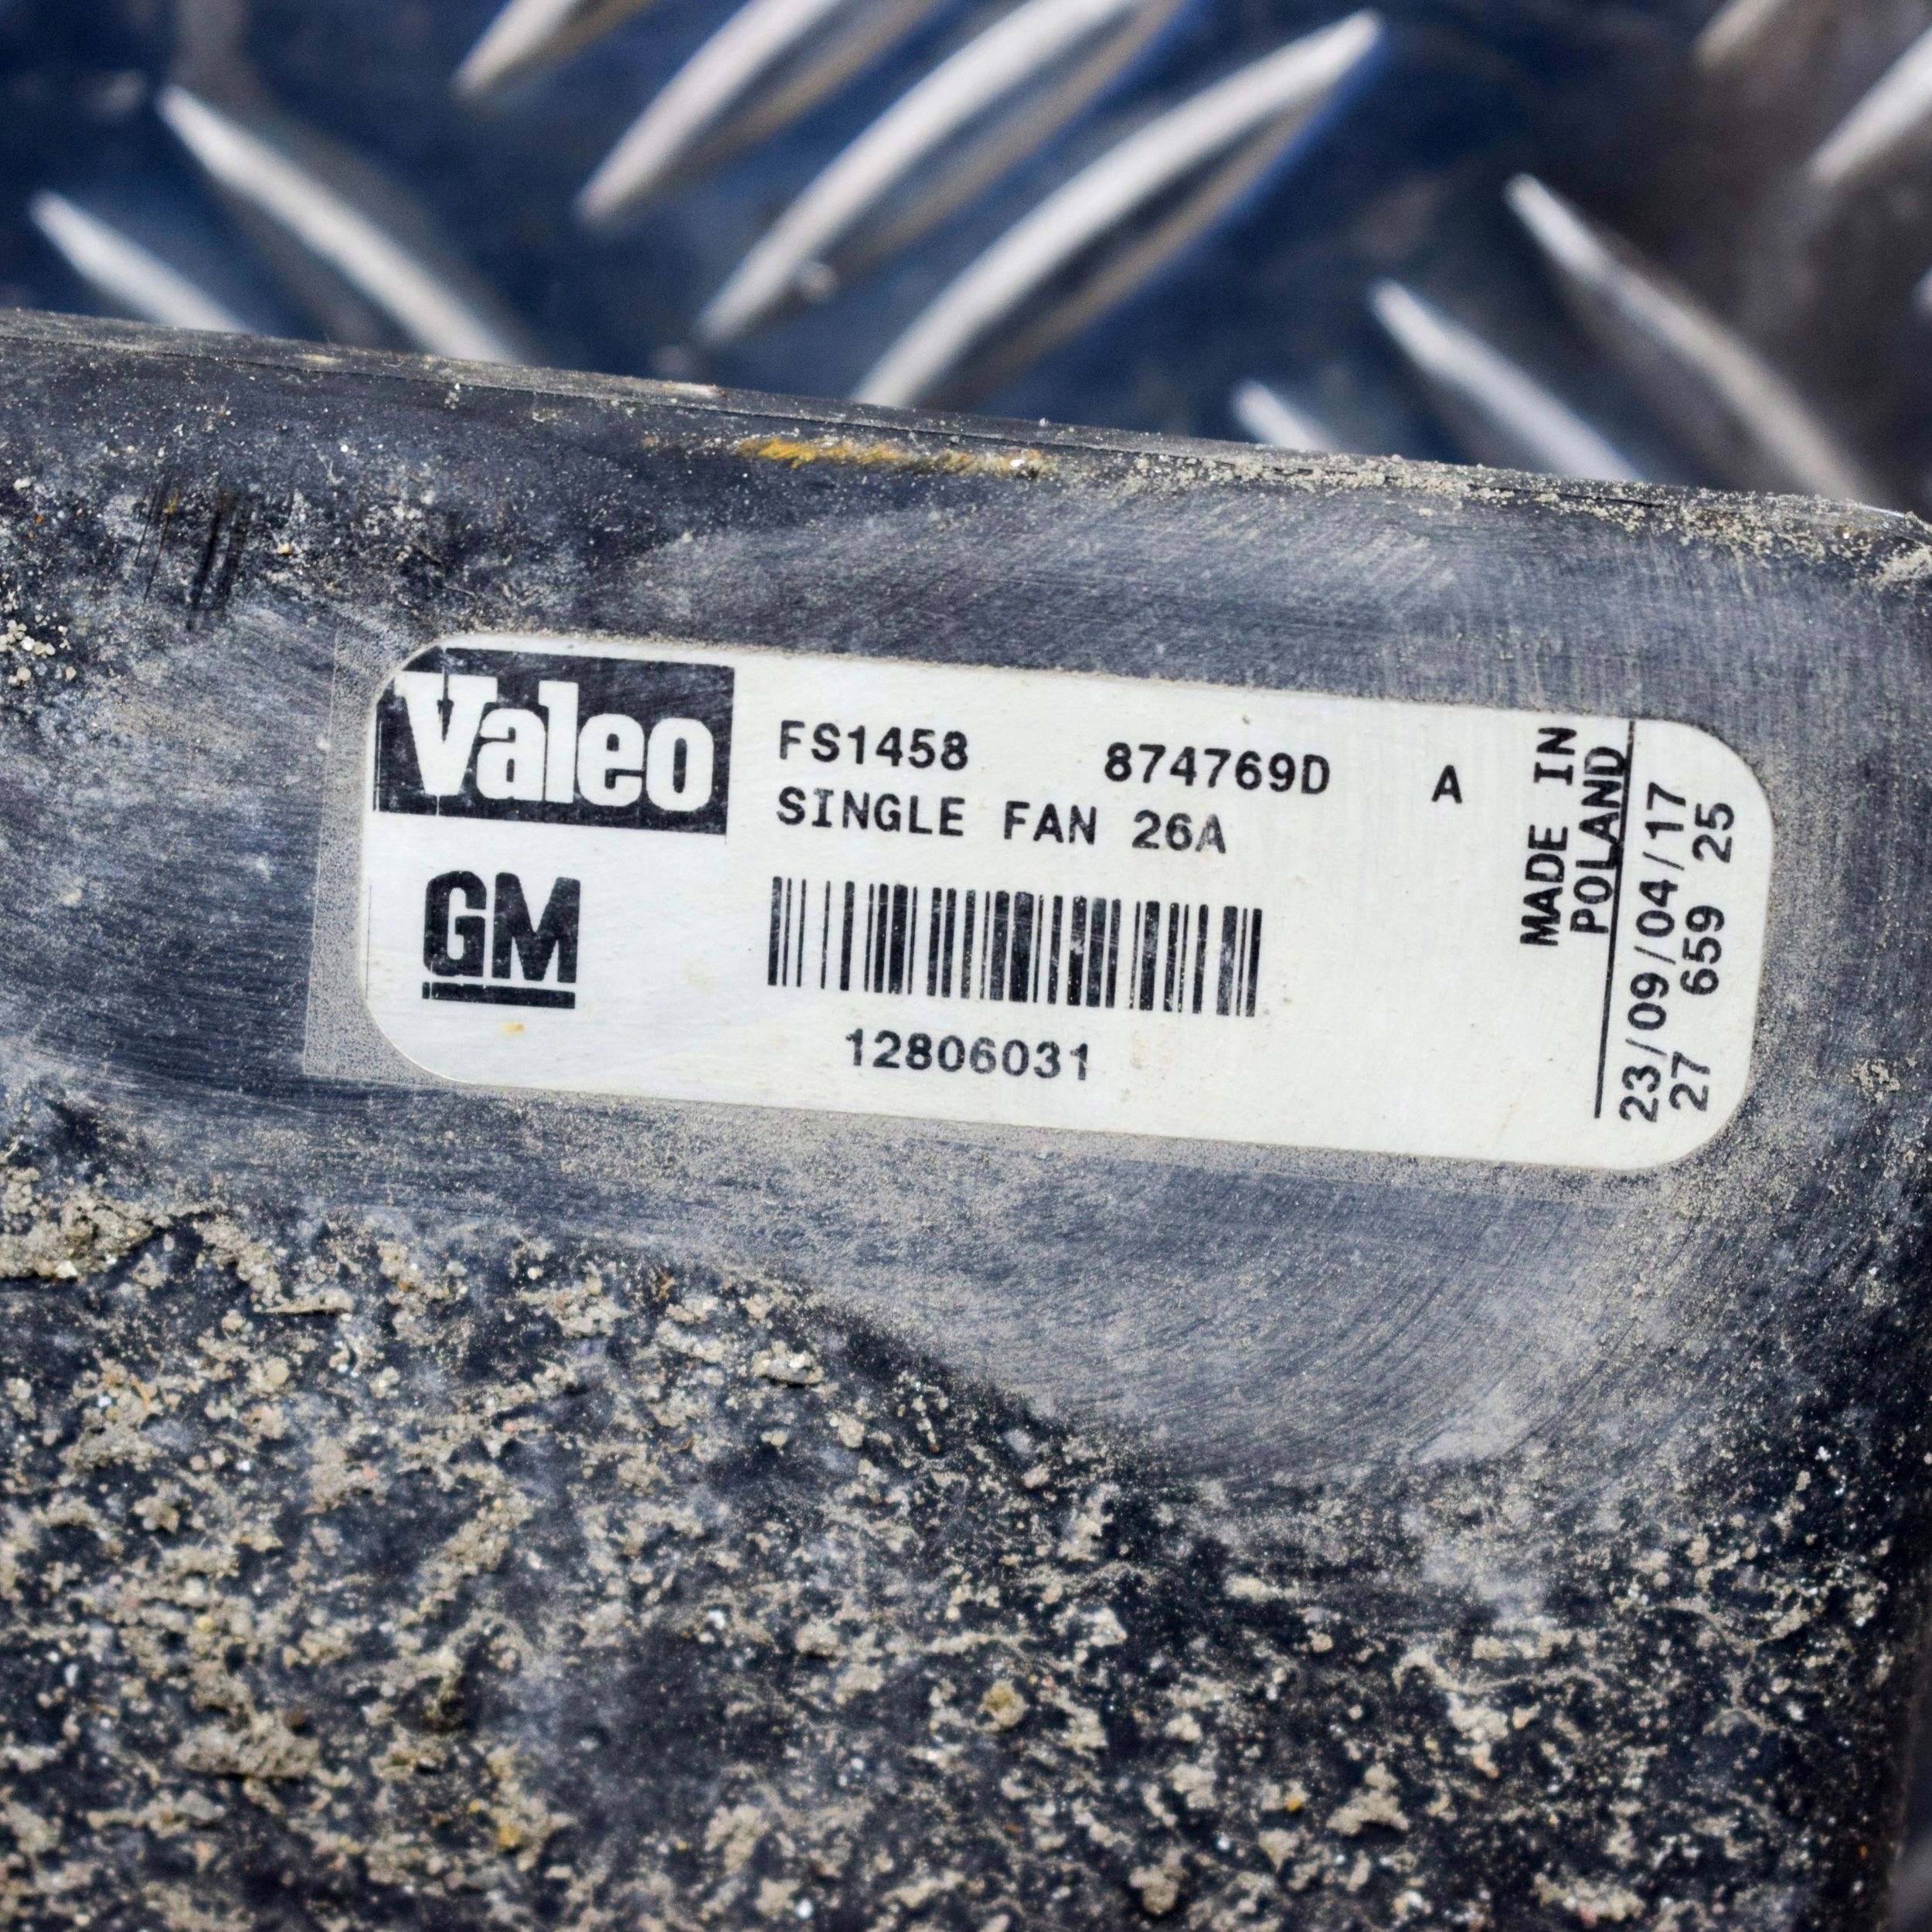 Valeo
FS1458 874769D A
SINGLE FAN 26A
GM
12806031
MADE IN
POLAND
23/09/04/17
27 659 25